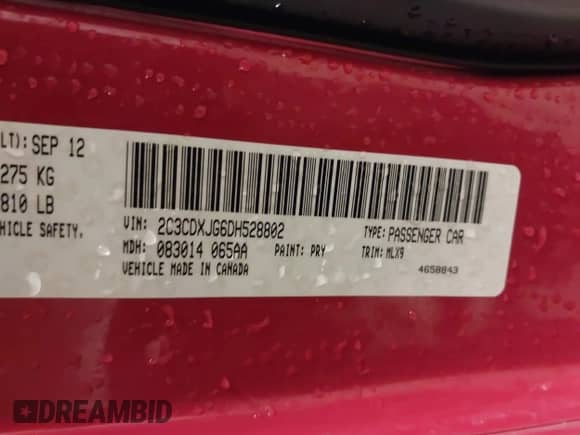 LT): SEP 12
275 KG
810 LB
HICLE SAFETY,
VIN: 2C3CDXJG6DH528802
TYPE: PASSENGER CAR
MDH: 083014 065AA
PAINT: PRY
TRIM: MLX9
VEHICLE MADE IN CANADA
4658843
DREAMBID